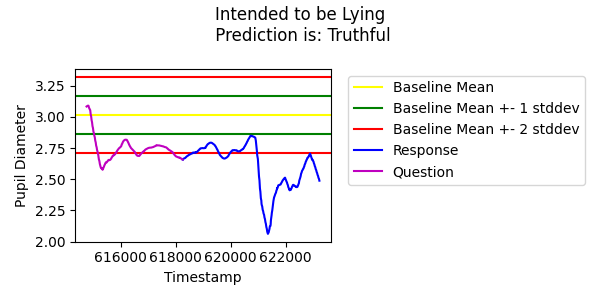 Intended to be Lying
Prediction is: Truthful
Pupil Diameter
3.25
3.00
2.75
2.50
2.25
2.00
616000 618000 620000 622000
Timestamp
Baseline Mean
Baseline Mean +- 1 stddev
Baseline Mean +- 2 stddev
Response
Question